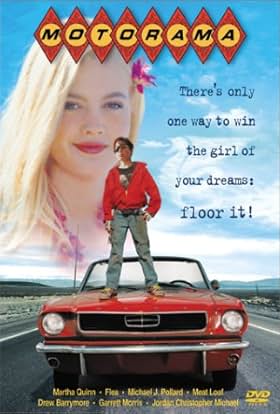 MOTORAMA
There's only
one way to win
the girl of
your dreams:
floor it!
Martha Quinn • Flea • Michael J. Pollard • Meat Loaf
Drew Barrymore • Garrett Morris • Jordan Christopher Michael
DVD